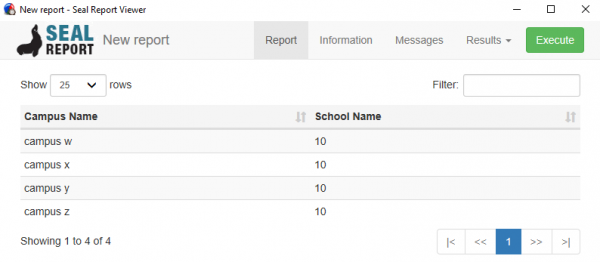 New report - Seal Report Viewer
SEAL REPORT New report Report Information Messages Results Execute
Show 25 rows Filter:
Campus Name School Name
campus w 10
campus x 10
campus y 10
campus z 10
Showing 1 to 4 of 4 |< << 1 >> >|